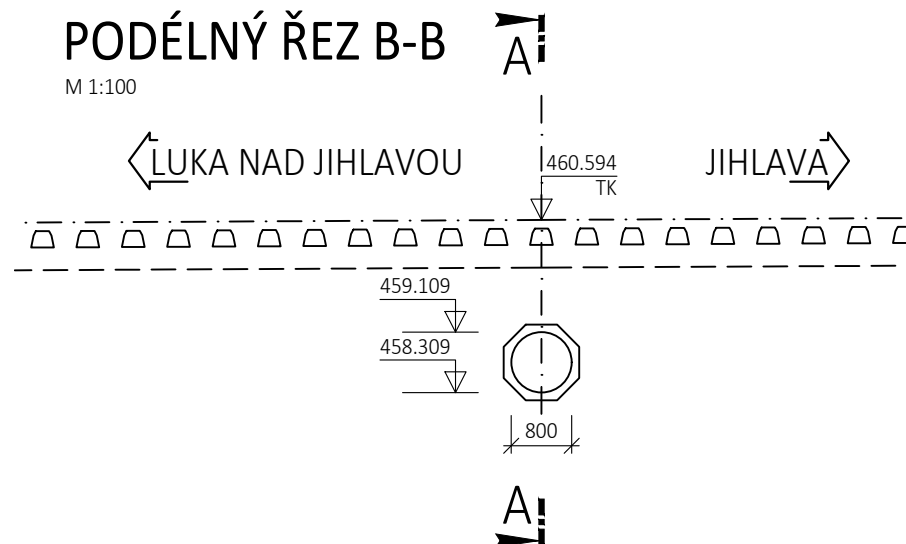 PODÉLNÝ ŘEZ B-B
M 1:100
A
LUKA NAD JIHLAVOU
460.594
TK
JIHLAVA
459.109
458.309
800
A